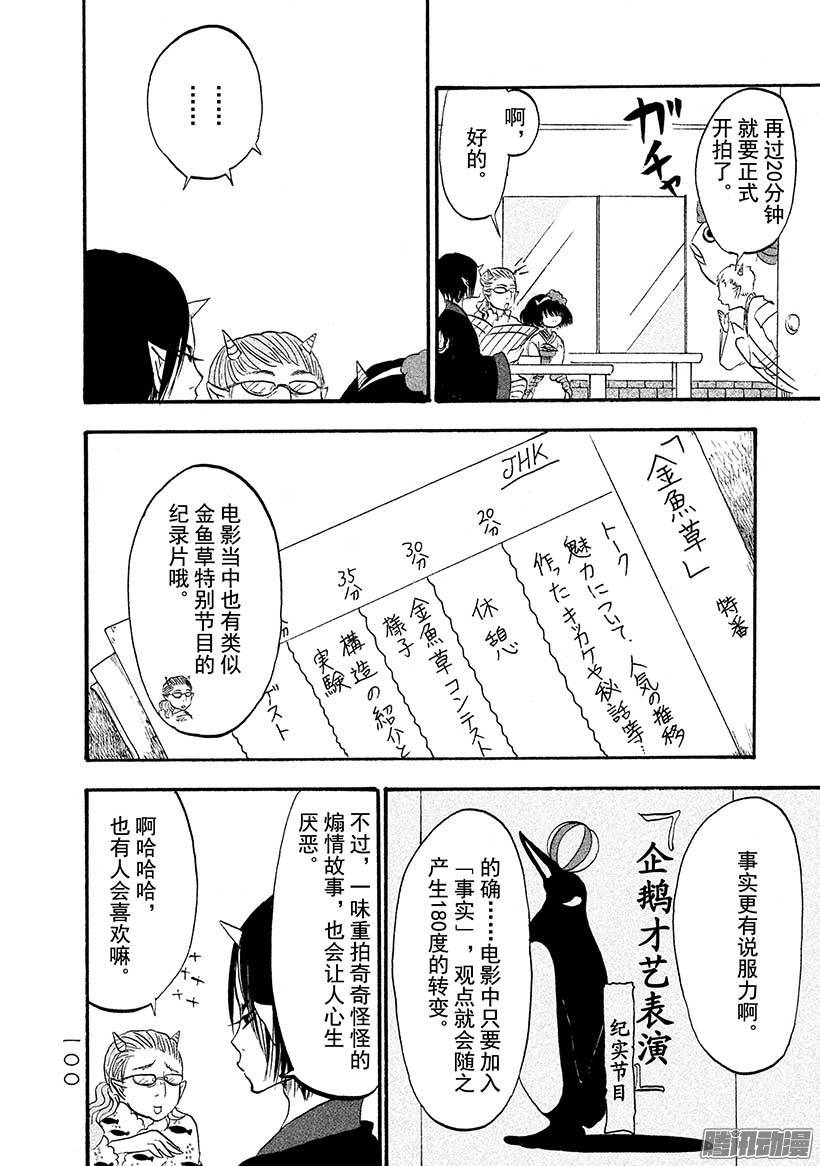 再过20分钟
就要正式
开拍了。
ガチャ
啊，
好的。
……
……
「金魚草」
特番
トーク
魅力について、人気の推移
作ったキッカケや秘話等…
休憩
金魚草コンテスト
様子
構造の紹介と
実験
JHK
20分
30分
35分
电影当中也有类似
金鱼草特别节目的
纪录片哦。
事实更有说服力啊。
「企鹅才艺表演」
纪实节目
的确……电影中只要加入
「事实」，观点就会随之
产生180度的转变。
不过，一味重拍奇奇怪怪的
煽情故事，也会让人心生
厌恶。
啊哈哈哈，
也有人会喜欢嘛。
100
腾讯动漫